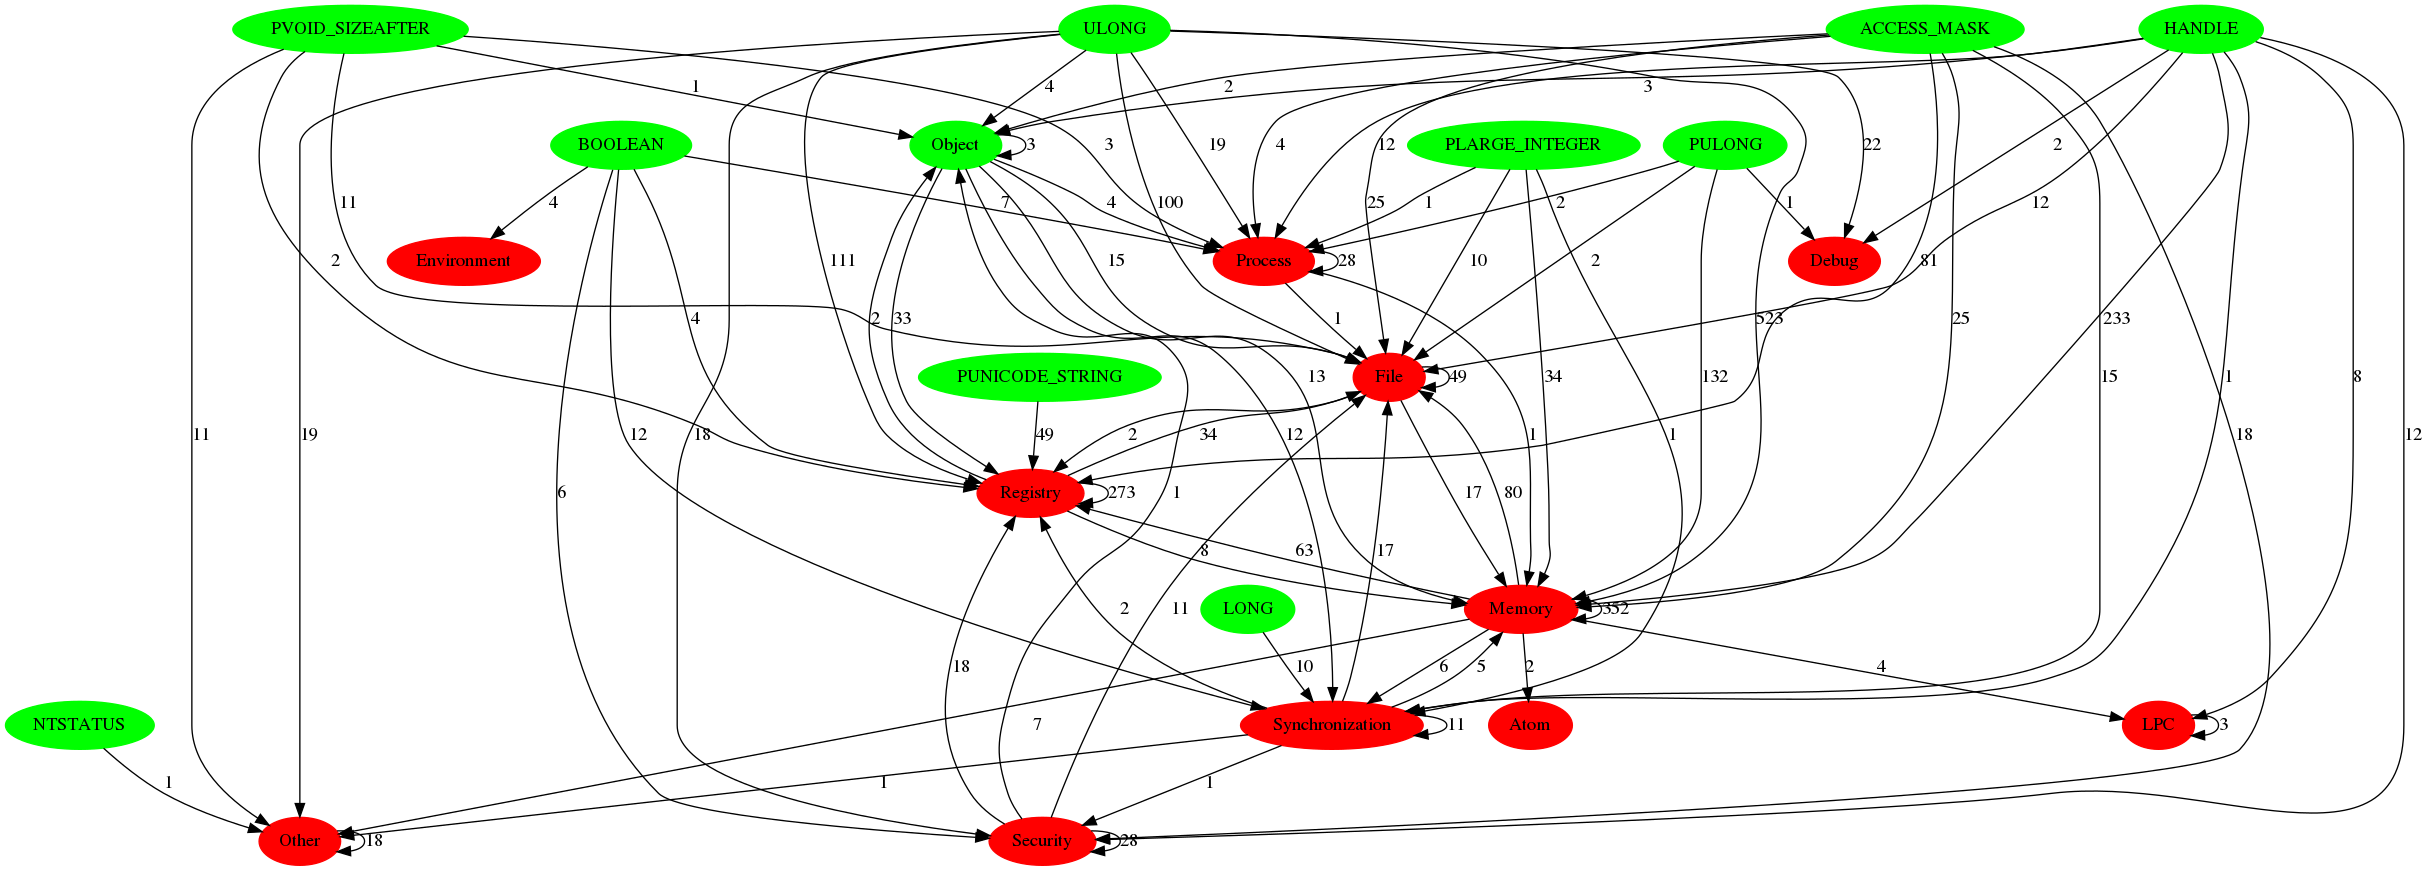 PVOID_SIZEAFTER ULONG ACCESS_MASK HANDLE
1 4 2 3
BOOLEAN Object 3 3 19 4 12 PLARGE_INTEGER PULONG 22 2
11 4 7 4 100 25 1 2 1 12
2 Environment 111 15 Process 28 10 2 Debug 81
4 2 33 1 523 25 233
PUNICODE_STRING 13 File 49 34 132 15 1 8
11 19 12 18 49 2 34 12 1 1 18 12
6 Registry 273 1 17 80
8 63 17
LONG Memory 352
18 11 2 10 6 5 2 4
NTSTATUS 7 Synchronization 11 Atom LPC 3
1 1 1
Other 18 Security 28